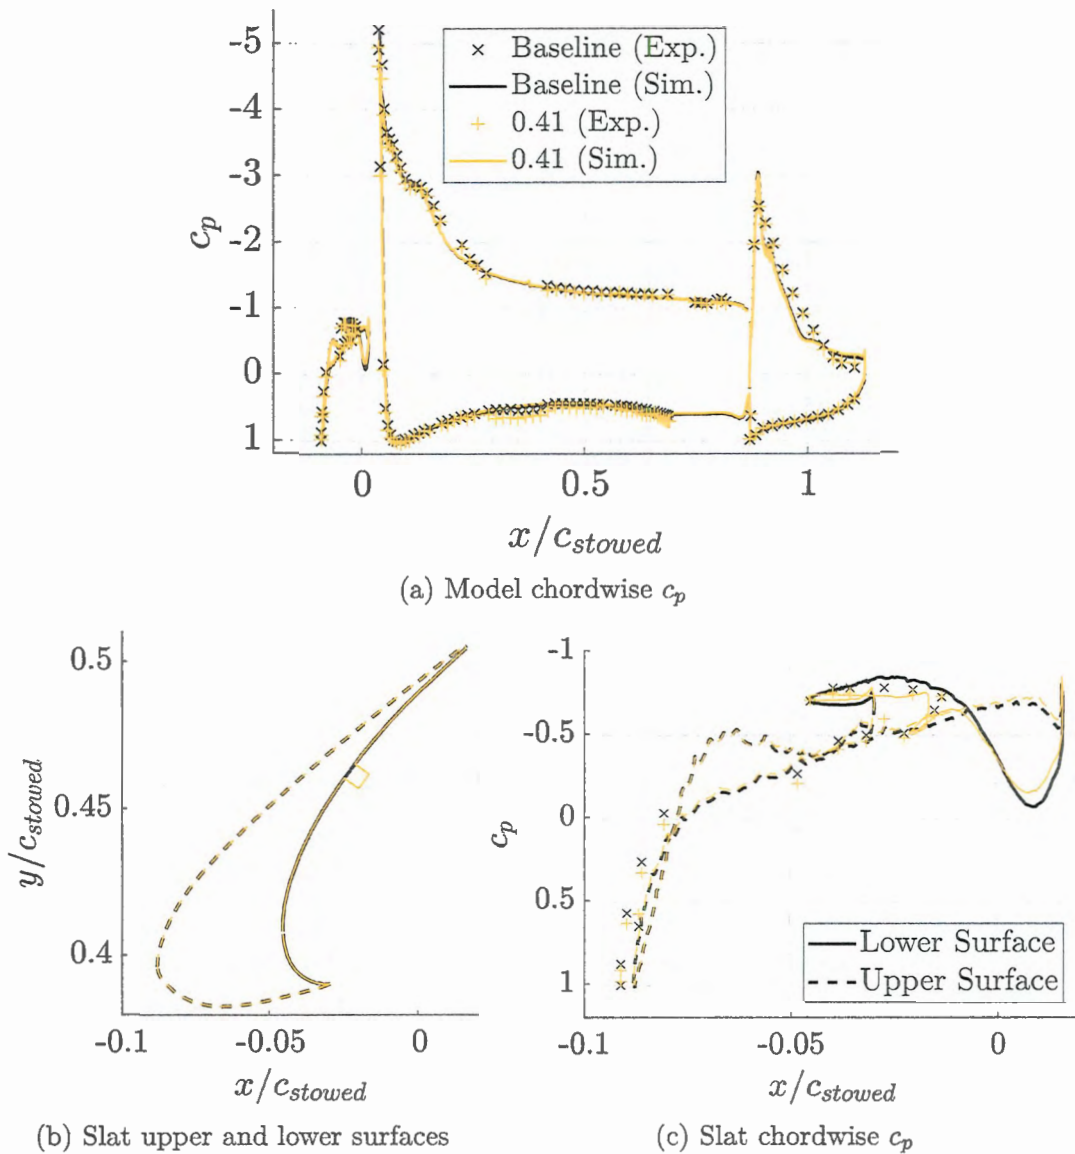 -5
-4
-3
-2
-1
0
1
c_p
× Baseline (Exp.)
Baseline (Sim.)
+ 0.41 (Exp.)
0.41 (Sim.)
0 0.5 1
x/c_stowed
(a) Model chordwise c_p
0.5
0.45
0.4
y/c_stowed
-0.1 -0.05 0
x/c_stowed
(b) Slat upper and lower surfaces
-1
-0.5
0
0.5
1
c_p
Lower Surface
Upper Surface
-0.1 -0.05 0
x/c_stowed
(c) Slat chordwise c_p